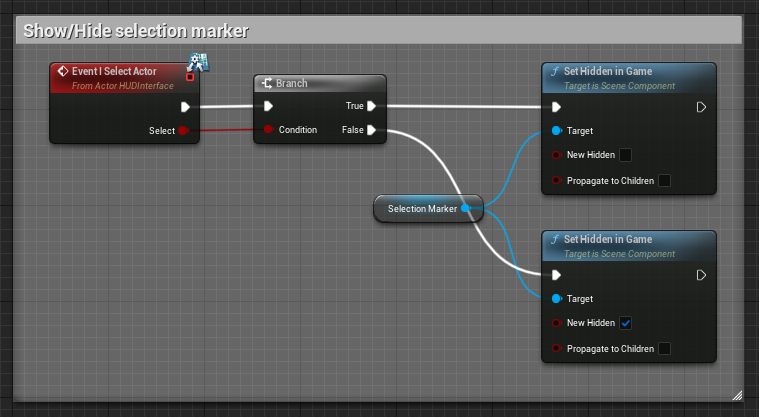 Show/Hide selection marker
Event I Select Actor
From Actor HUDInterface
Select
Branch
True
Condition
False
Selection Marker
f Set Hidden in Game
Target is Scene Component
Target
New Hidden
Propagate to Children
f Set Hidden in Game
Target is Scene Component
Target
New Hidden
Propagate to Children